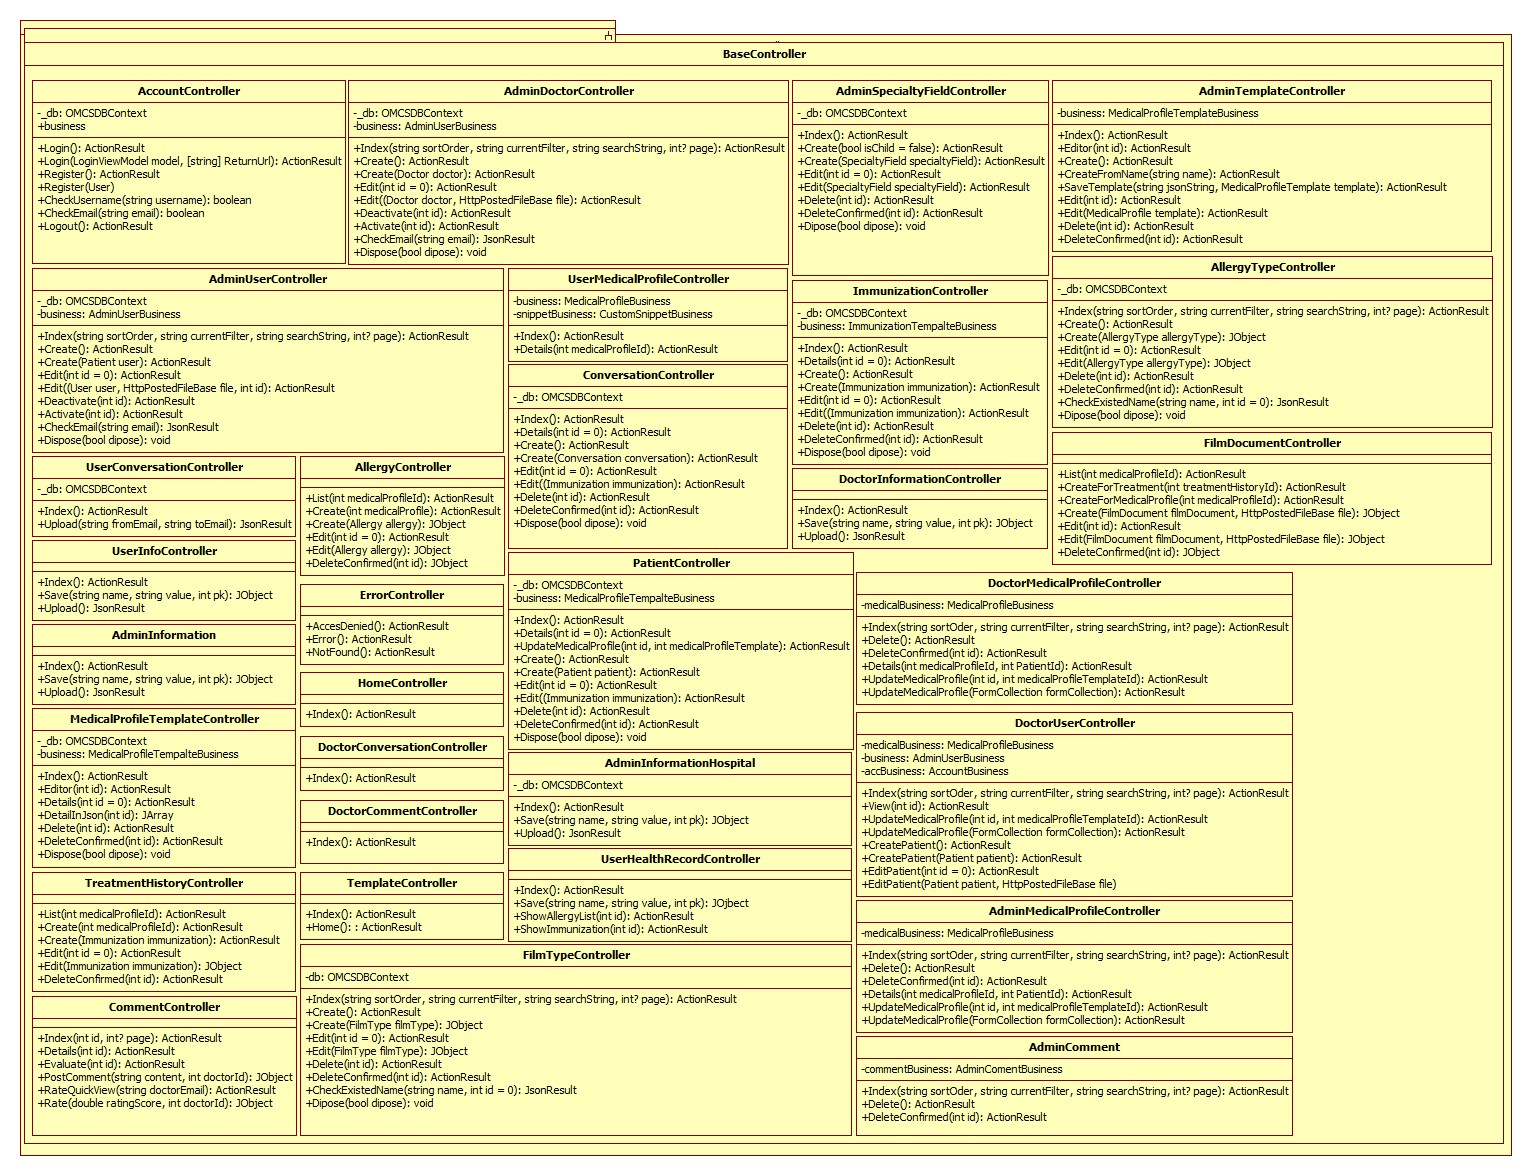 BaseController
AccountController
-_db: OMCSDBContext
+business
+Login(): ActionResult
+Login(LoginViewModel model, [string] ReturnUrl): ActionResult
+Register(): ActionResult
+Register(User)
+CheckUsername(string username): boolean
+CheckEmail(string email): boolean
+Logout(): ActionResult
AdminDoctorController
-_db: OMCSDBContext
-business: AdminUserBusiness
+Index(string sortOrder, string currentFilter, string searchString, int? page): ActionResult
+Create(): ActionResult
+Create(Doctor doctor): ActionResult
+Edit(int id = 0): ActionResult
+Edit((Doctor doctor, HttpPostedFileBase file): ActionResult
+Deactivate(int id): ActionResult
+Activate(int id): ActionResult
+CheckEmail(string email): JsonResult
+Dispose(bool dipose): void
AdminSpecialtyFieldController
-_db: OMCSDBContext
+Index(): ActionResult
+Create(bool isChild = false): ActionResult
+Create(SpecialtyField specialtyField): ActionResult
+Edit(int id = 0): ActionResult
+Edit(SpecialtyField specialtyField): ActionResult
+Delete(int id): ActionResult
+DeleteConfirmed(int id): ActionResult
+Dipose(bool dipose): void
AdminTemplateController
-business: MedicalProfileTemplateBusiness
+Index(): ActionResult
+Editor(int id): ActionResult
+Create(): ActionResult
+CreateFromName(string name): ActionResult
+SaveTemplate(string jsonString, MedicalProfileTemplate template): ActionResult
+Edit(int id): ActionResult
+Edit(MedicalProfile template): ActionResult
+Delete(int id): ActionResult
+DeleteConfirmed(int id): ActionResult
AdminUserController
-_db: OMCSDBContext
-business: AdminUserBusiness
+Index(string sortOrder, string currentFilter, string searchString, int? page): ActionResult
+Create(): ActionResult
+Create(Patient user): ActionResult
+Edit(int id = 0): ActionResult
+Edit((User user, HttpPostedFileBase file, int id): ActionResult
+Deactivate(int id): ActionResult
+Activate(int id): ActionResult
+CheckEmail(string email): JsonResult
+Dispose(bool dipose): void
UserMedicalProfileController
-business: MedicalProfileBusiness
-snippetBusiness: CustomSnippetBusiness
+Index(): ActionResult
+Details(int medicalProfileId): ActionResult
ConversationController
-_db: OMCSDBContext
+Index(): ActionResult
+Details(int id = 0): ActionResult
+Create(): ActionResult
+Create(Conversation conversation): ActionResult
+Edit(int id = 0): ActionResult
+Edit((Immunization immunization): ActionResult
+Delete(int id): ActionResult
+DeleteConfirmed(int id): ActionResult
+Dispose(bool dipose): void
ImmunizationController
-_db: OMCSDBContext
-business: ImmunizationTempalteBusiness
+Index(): ActionResult
+Details(int id = 0): ActionResult
+Create(): ActionResult
+Create(Immunization immunization): ActionResult
+Edit(int id = 0): ActionResult
+Edit((Immunization immunization): ActionResult
+Delete(int id): ActionResult
+DeleteConfirmed(int id): ActionResult
+Dispose(bool dipose): void
AllergyTypeController
-_db: OMCSDBContext
+Index(string sortOrder, string currentFilter, string searchString, int? page): ActionResult
+Create(): ActionResult
+Create(AllergyType allergyType): JObject
+Edit(int id = 0): ActionResult
+Edit(AllergyType allergyType): JObject
+Delete(int id): ActionResult
+DeleteConfirmed(int id): ActionResult
+CheckExistedName(string name, int id = 0): JsonResult
+Dipose(bool dipose): void
FilmDocumentController
+List(int medicalProfileId): ActionResult
+CreateForTreatment(int treatmentHistoryId): ActionResult
+CreateForMedicalProfile(int medicalProfileId): ActionResult
+Create(FilmDocument filmDocument, HttpPostedFileBase file): JObject
+Edit(int id): ActionResult
+Edit(FilmDocument filmDocument, HttpPostedFileBase file): JObject
+DeleteConfirmed(int id): JObject
UserConversationController
-_db: OMCSDBContext
+Index(): ActionResult
+Upload(string fromEmail, string toEmail): JsonResult
AllergyController
+List(int medicalProfileId): ActionResult
+Create(int medicalProfile): ActionResult
+Create(Allergy allergy): JObject
+Edit(int id = 0): ActionResult
+Edit(Allergy allergy): JObject
+DeleteConfirmed(int id): JObject
DoctorInformationController
+Index(): ActionResult
+Save(string name, string value, int pk): JObject
+Upload(): JsonResult
UserInfoController
+Index(): ActionResult
+Save(string name, string value, int pk): JObject
+Upload(): JsonResult
ErrorController
+AccesDenied(): ActionResult
+Error(): ActionResult
+NotFound(): ActionResult
PatientController
-_db: OMCSDBContext
-business: MedicalProfileTempalteBusiness
+Index(): ActionResult
+Details(int id = 0): ActionResult
+UpdateMedicalProfile(int id, int medicalProfileTemplate): ActionResult
+Create(): ActionResult
+Create(Patient patient): ActionResult
+Edit(int id = 0): ActionResult
+Edit((Immunization immunization): ActionResult
+Delete(int id): ActionResult
+DeleteConfirmed(int id): ActionResult
+Dispose(bool dipose): void
DoctorMedicalProfileController
-medicalBusiness: MedicalProfileBusiness
+Index(string sortOder, string currentFilter, string searchString, int? page): ActionResult
+Delete(): ActionResult
+DeleteConfirmed(int id): ActionResult
+Details(int medicalProfileId, int PatientId): ActionResult
+UpdateMedicalProfile(int id, int medicalProfileTemplateId): ActionResult
+UpdateMedicalProfile(FormCollection formCollection): ActionResult
AdminInformation
+Index(): ActionResult
+Save(string name, string value, int pk): JObject
+Upload(): JsonResult
HomeController
+Index(): ActionResult
MedicalProfileTemplateController
-_db: OMCSDBContext
-business: MedicalProfileTempalteBusiness
+Index(): ActionResult
+Editor(int id): ActionResult
+Details(int id = 0): ActionResult
+DetailInJson(int id): JArray
+Delete(int id): ActionResult
+DeleteConfirmed(int id): ActionResult
+Dispose(bool dipose): void
DoctorConversationController
+Index(): ActionResult
DoctorCommentController
+Index(): ActionResult
AdminInformationHospital
-_db: OMCSDBContext
+Index(): ActionResult
+Save(string name, string value, int pk): JObject
+Upload(): JsonResult
DoctorUserController
-medicalBusiness: MedicalProfileBusiness
-business: AdminUserBusiness
-accBusiness: AccountBusiness
+Index(string sortOder, string currentFilter, string searchString, int? page): ActionResult
+View(int id): ActionResult
+UpdateMedicalProfile(int id, int medicalProfileTemplateId): ActionResult
+UpdateMedicalProfile(FormCollection formCollection): ActionResult
+CreatePatient(): ActionResult
+CreatePatient(Patient patient): ActionResult
+EditPatient(int id = 0): ActionResult
+EditPatient(Patient patient, HttpPostedFileBase file)
TreatmentHistoryController
+List(int medicalProfileId): ActionResult
+Create(int medicalProfileId): ActionResult
+Create(Immunization immunization): ActionResult
+Edit(int id = 0): ActionResult
+Edit(Immunization immunization): JObject
+DeleteConfirmed(int id): ActionResult
TemplateController
+Index(): ActionResult
+Home(): : ActionResult
UserHealthRecordController
+Index(): ActionResult
+Save(string name, string value, int pk): JOjbect
+ShowAllergyList(int id): ActionResult
+ShowImmunization(int id): ActionResult
AdminMedicalProfileController
-medicalBusiness: MedicalProfileBusiness
+Index(string sortOder, string currentFilter, string searchString, int? page): ActionResult
+Delete(): ActionResult
+DeleteConfirmed(int id): ActionResult
+Details(int medicalProfileId, int PatientId): ActionResult
+UpdateMedicalProfile(int id, int medicalProfileTemplateId): ActionResult
+UpdateMedicalProfile(FormCollection formCollection): ActionResult
CommentController
+Index(int id, int? page): ActionResult
+Details(int id): ActionResult
+Evaluate(int id): ActionResult
+PostComment(string content, int doctorId): JObject
+RateQuickView(string doctorEmail): ActionResult
+Rate(double ratingScore, int doctorId): JObject
FilmTypeController
-db: OMCSDBContext
+Index(string sortOrder, string currentFilter, string searchString, int? page): ActionResult
+Create(): ActionResult
+Create(FilmType filmType): JObject
+Edit(int id = 0): ActionResult
+Edit(FilmType filmType): JObject
+Delete(int id): ActionResult
+DeleteConfirmed(int id): ActionResult
+CheckExistedName(string name, int id = 0): JsonResult
+Dipose(bool dipose): void
AdminComment
-commentBusiness: AdminComentBusiness
+Index(string sortOder, string currentFilter, string searchString, int? page): ActionResult
+Delete(): ActionResult
+DeleteConfirmed(int id): ActionResult